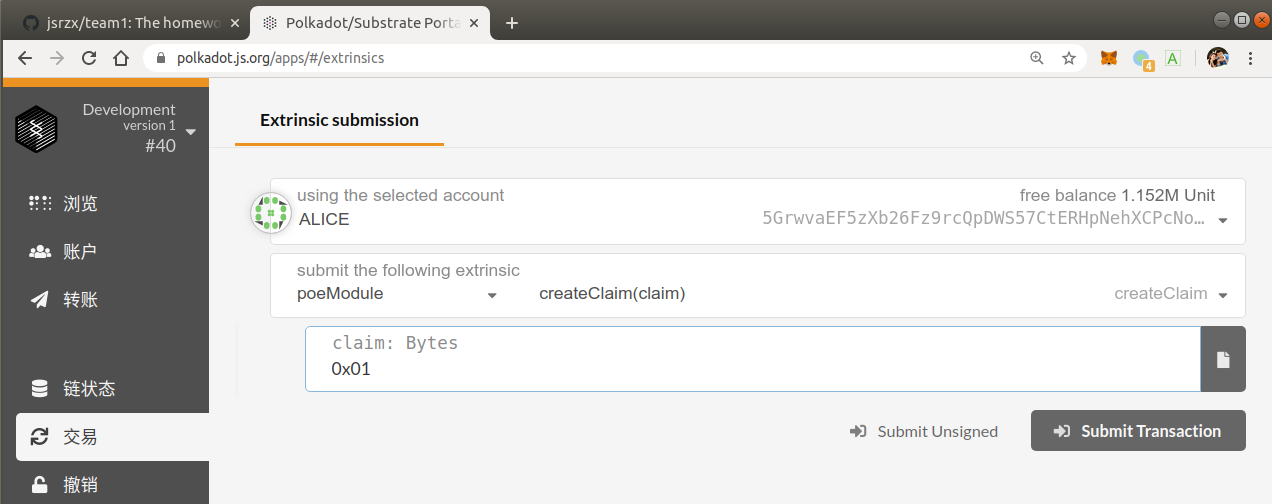 jsrzx/team1: The homewo
Polkadot/Substrate Porta
polkadot.js.org/apps/#/extrinsics
4
A
Development
version 1
#40
浏览
账户
转账
链状态
交易
撤销
Extrinsic submission
using the selected account
free balance 1.152M Unit
ALICE
5GrwvaEF5zXb26Fz9rcQpDWS57CtERHpNehXCPcNo…
submit the following extrinsic
poeModule
createClaim(claim)
createClaim
claim: Bytes
0x01
Submit Unsigned
Submit Transaction